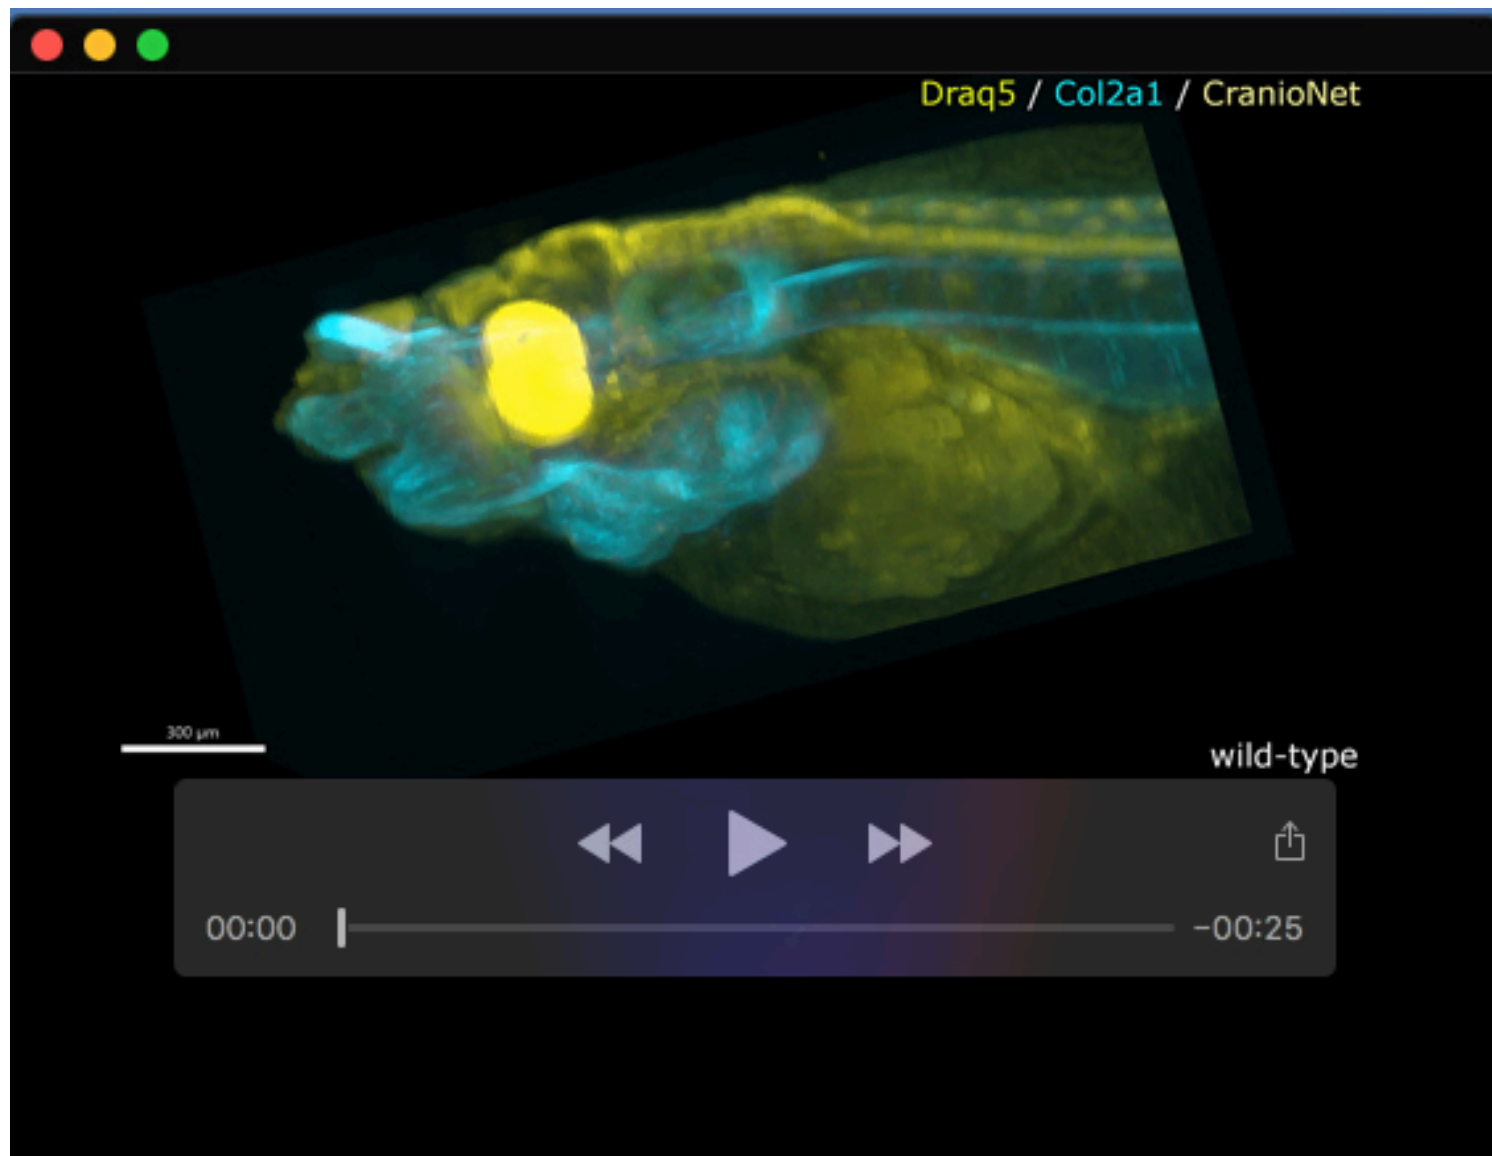 Draq5 / Col2a1 / CranioNet
300 µm
wild-type
00:00
-00:25